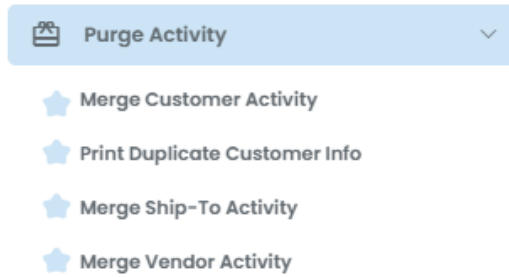 Purge Activity
Merge Customer Activity
Print Duplicate Customer Info
Merge Ship-To Activity
Merge Vendor Activity